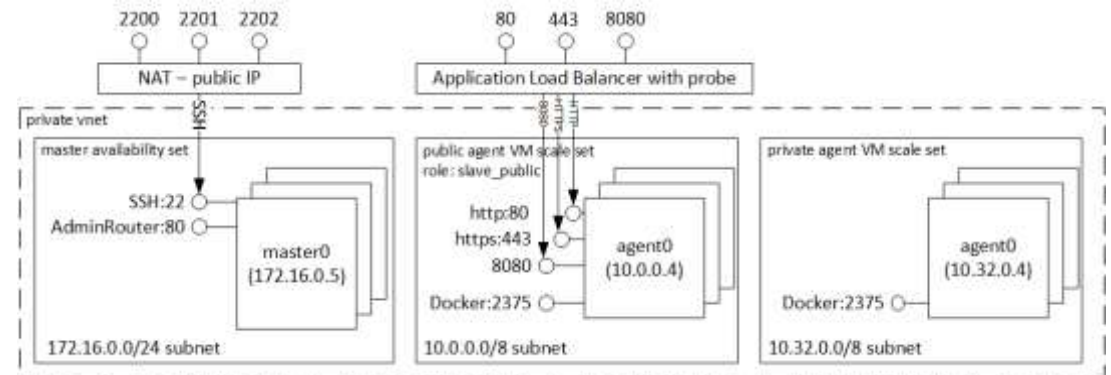 2200 2201 2202
80 443 8080
NAT – public IP
Application Load Balancer with probe
SSH
8080
HTTPS
HTTP
private vnet
master availability set
SSH:22
AdminRouter:80
master0
(172.16.0.5)
172.16.0.0/24 subnet
public agent VM scale set
role: slave_public
http:80
https:443
8080
Docker:2375
agent0
(10.0.0.4)
10.0.0.0/8 subnet
private agent VM scale set
Docker:2375
agent0
(10.32.0.4)
10.32.0.0/8 subnet